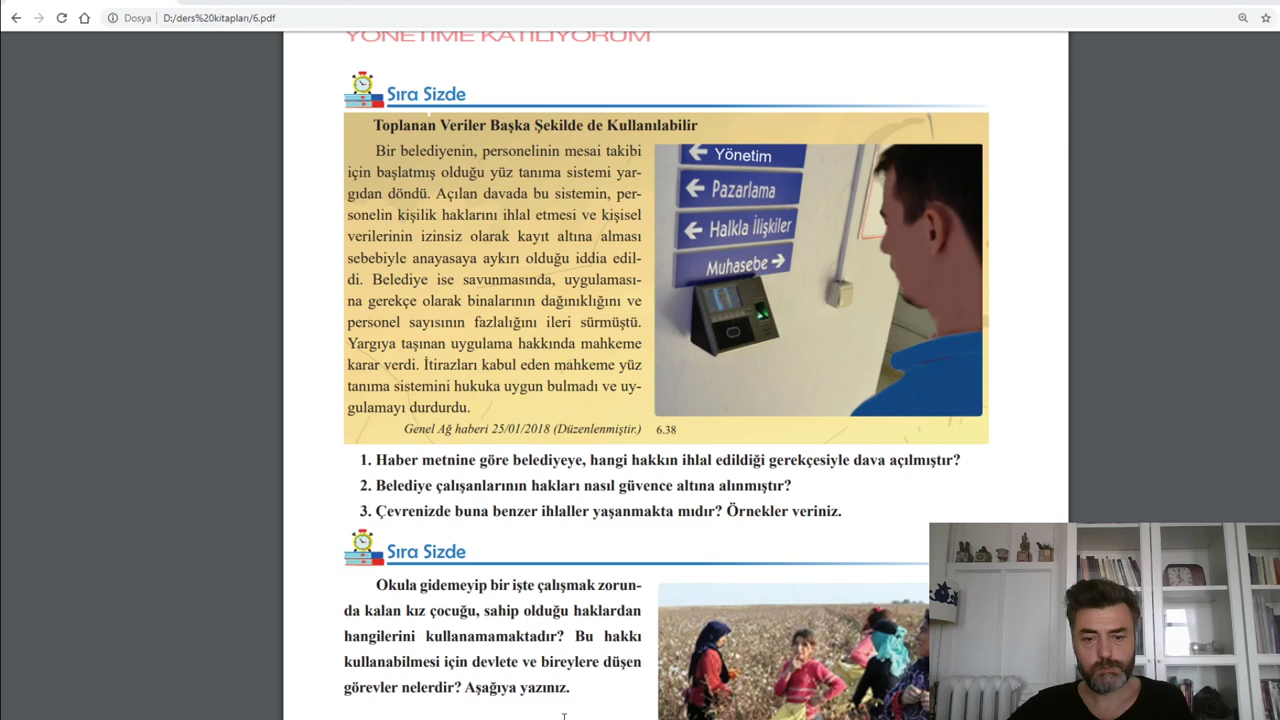 Dosya
D:/ders%20kitapları/6.pdf
YÖNETİME KATILIYORUM
Sıra Sizde
Toplanan Veriler Başka Şekilde de Kullanılabilir
Bir belediyenin, personelinin mesai takibi
için başlatmış olduğu yüz tanıma sistemi yar-
gıdan döndü. Açılan davada bu sistemin, per-
sonelin kişilik haklarını ihlal etmesi ve kişisel
verilerinin izinsiz olarak kayıt altına alması
sebebiyle anayasaya aykırı olduğu iddia edil-
di. Belediye ise savunmasında, uygulaması-
na gerekçe olarak binalarının dağınıklığını ve
personel sayısının fazlalığını ileri sürmüştü.
Yargıya taşınan uygulama hakkında mahkeme
karar verdi. İtirazları kabul eden mahkeme yüz
tanıma sistemini hukuka uygun bulmadı ve uy-
gulamayı durdurdu.
Genel Ağ haberi 25/01/2018 (Düzenlenmiştir.)
Yönetim
Pazarlama
Halkla İlişkiler
Muhasebe
6.38
1. Haber metnine göre belediyeye, hangi hakkın ihlal edildiği gerekçesiyle dava açılmıştır?
2. Belediye çalışanlarının hakları nasıl güvence altına alınmıştır?
3. Çevrenizde buna benzer ihlaller yaşanmakta mıdır? Örnekler veriniz.
Sıra Sizde
Okula gidemeyip bir işte çalışmak zorun-
da kalan kız çocuğu, sahip olduğu haklardan
hangilerini kullanamamaktadır? Bu hakkı
kullanabilmesi için devlete ve bireylere düşen
görevler nelerdir? Aşağıya yazınız.